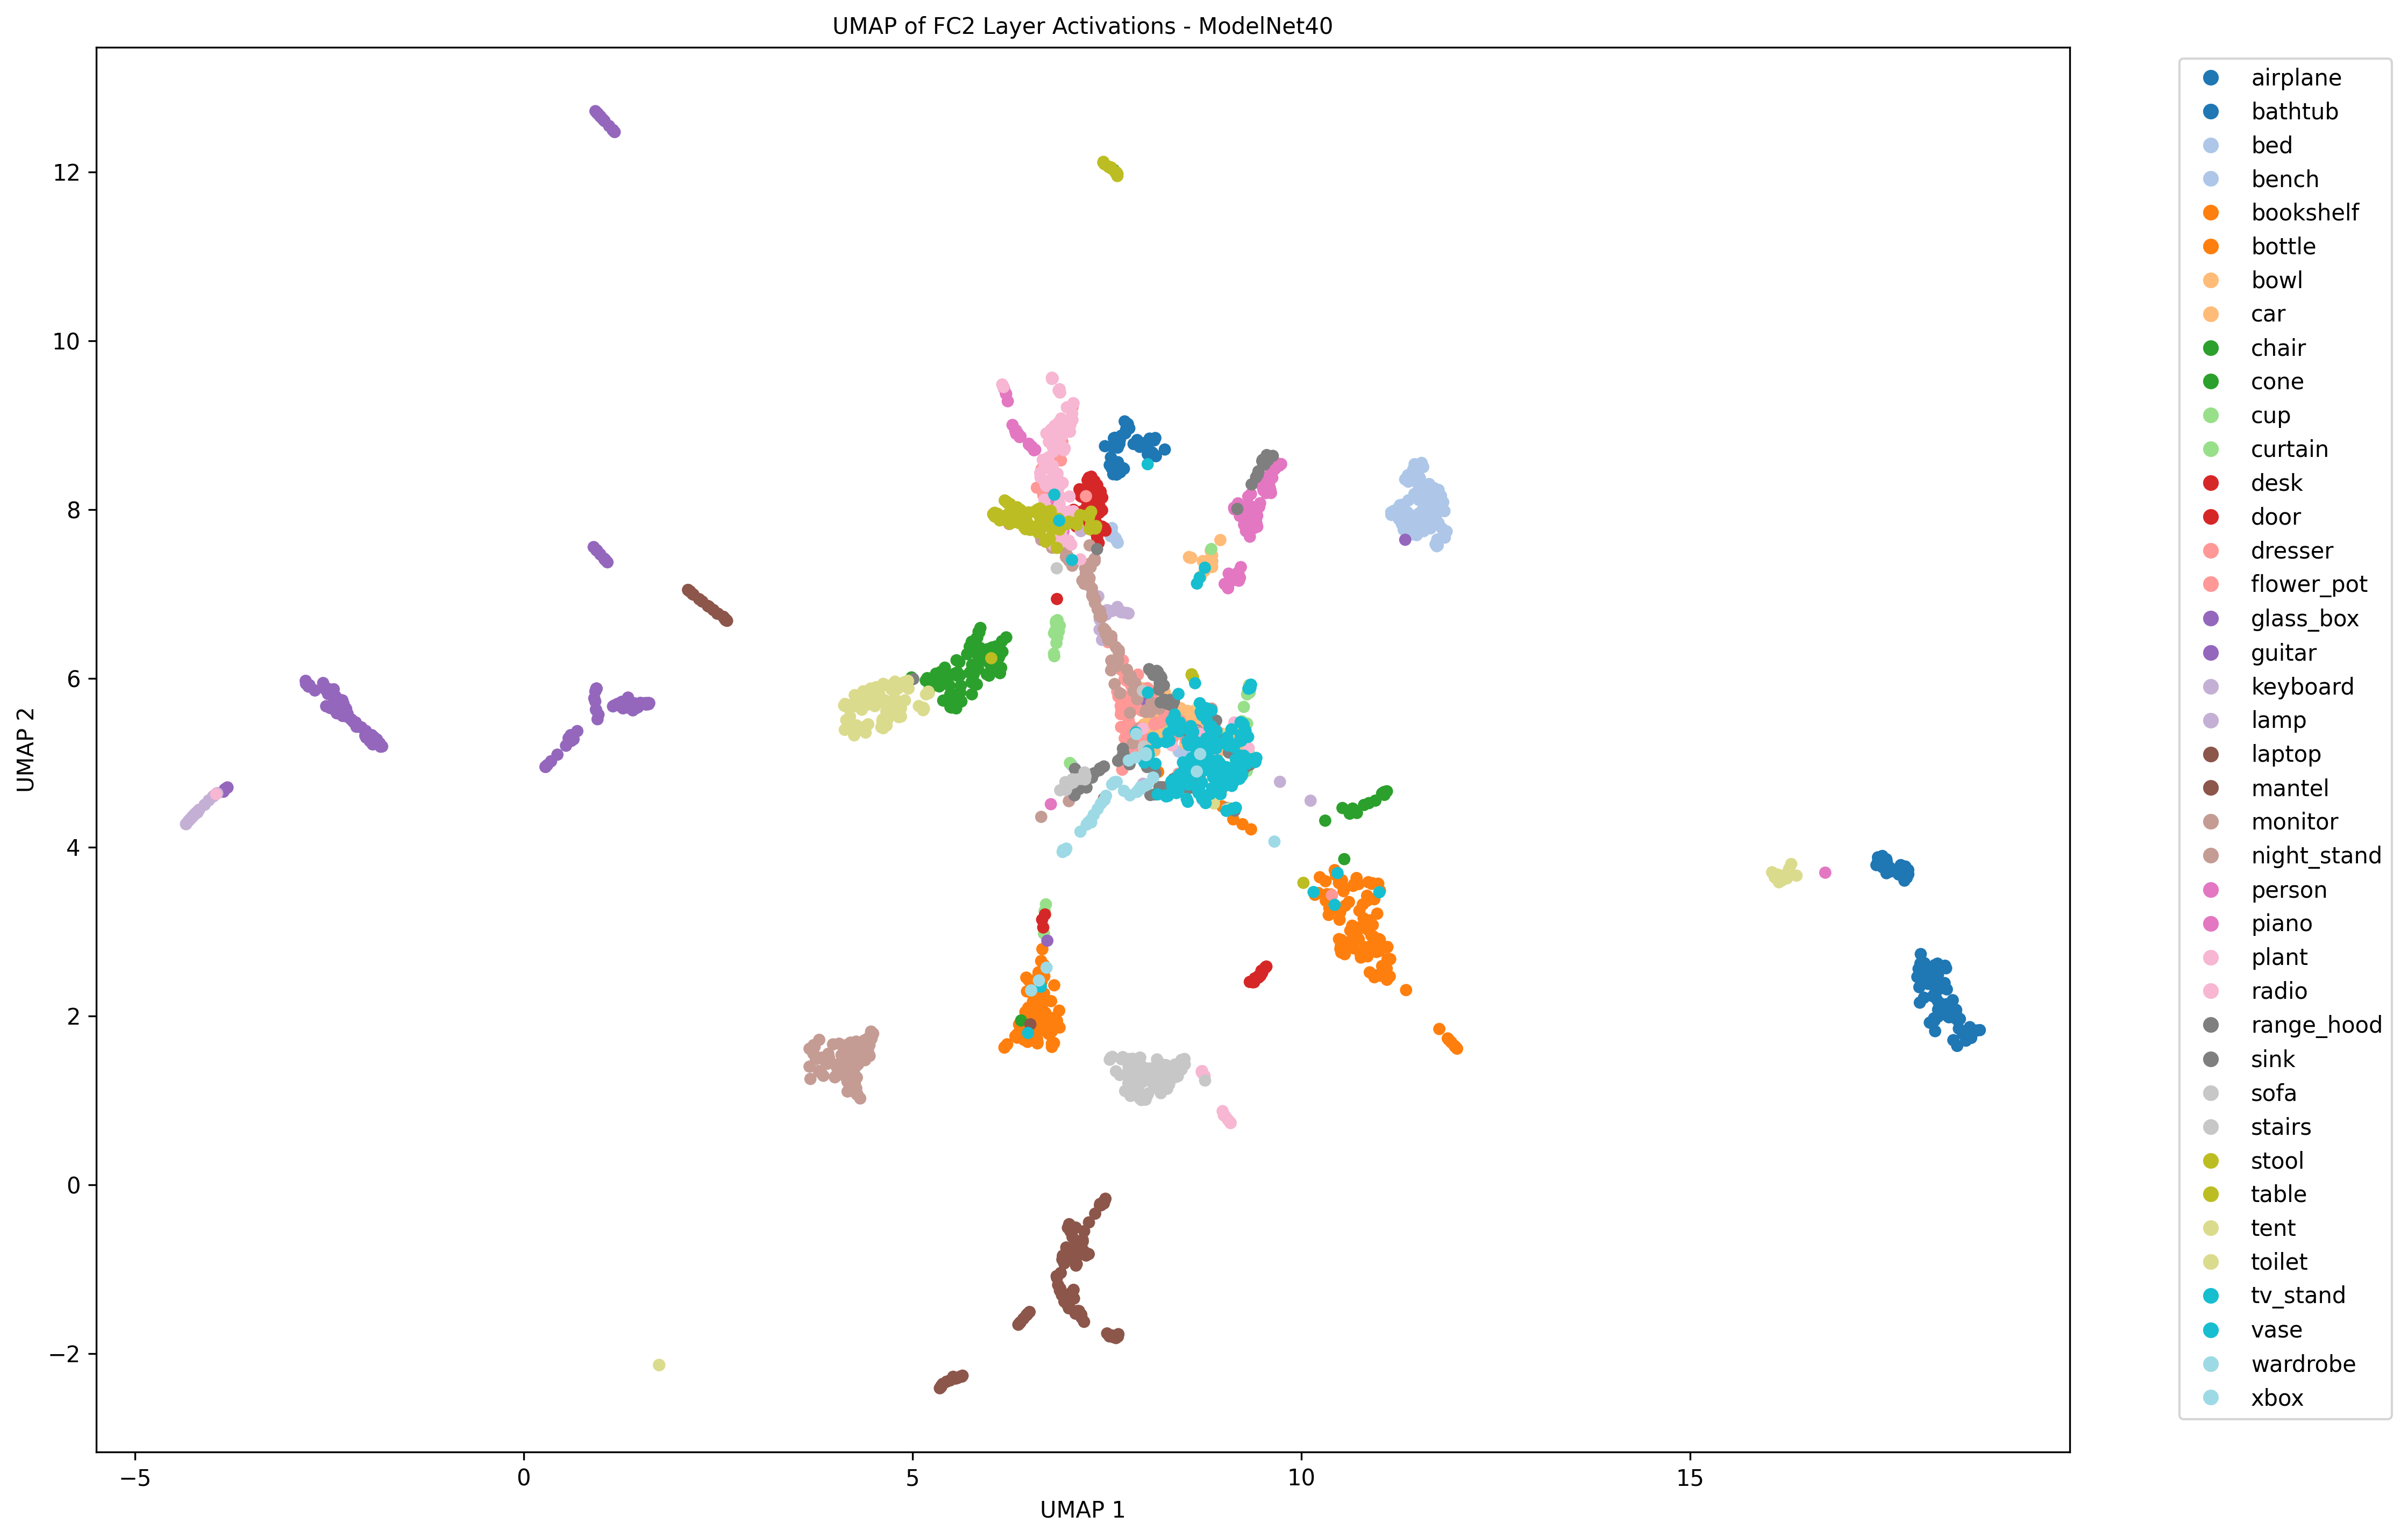 UMAP of FC2 Layer Activations - ModelNet40
UMAP 2
12
10
8
6
4
2
0
−2
−5
0
5
10
15
UMAP 1
airplane
bathtub
bed
bench
bookshelf
bottle
bowl
car
chair
cone
cup
curtain
desk
door
dresser
flower_pot
glass_box
guitar
keyboard
lamp
laptop
mantel
monitor
night_stand
person
piano
plant
radio
range_hood
sink
sofa
stairs
stool
table
tent
toilet
tv_stand
vase
wardrobe
xbox